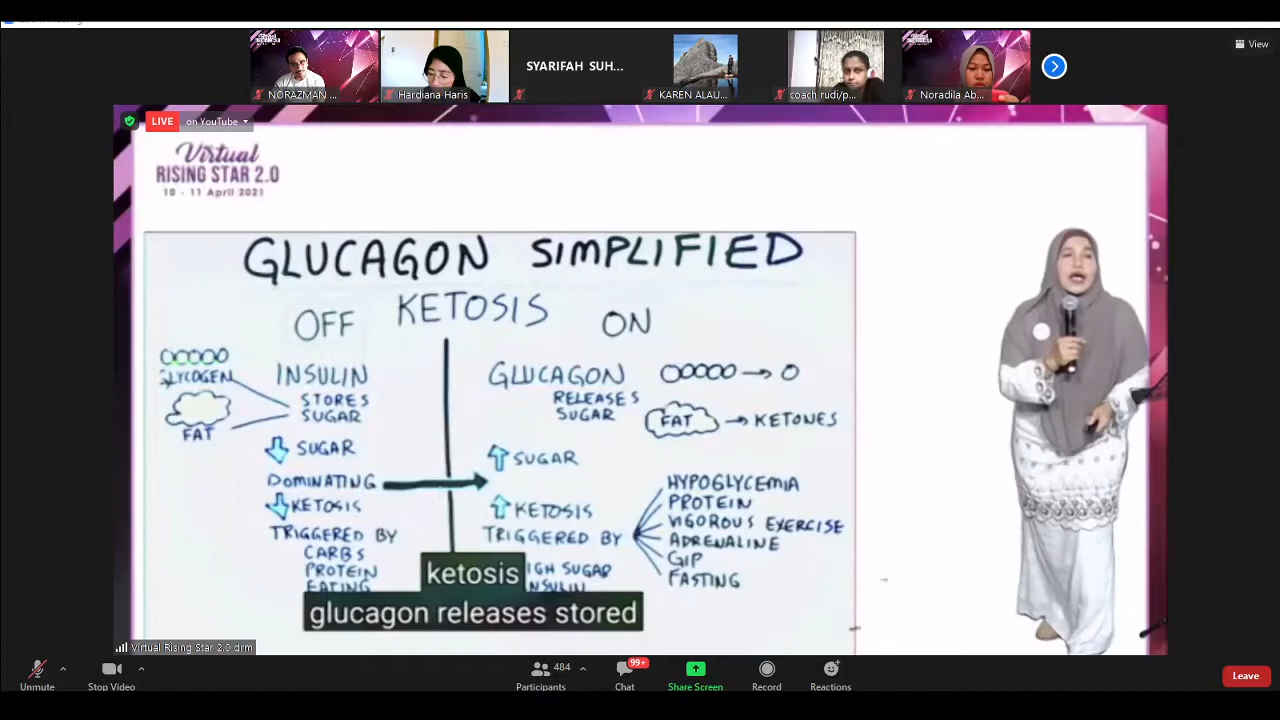 View
SYARIFAH SUH...
NORAZMAN ...
Hardiana Haris
KAREN ALAU...
coach rudi/p...
Noradila Ab...
LIVE on YouTube
Virtual
RISING STAR 2.0
10 - 11 April 2021
GLUCAGON SIMPLIFIED
KETOSIS
OFF
ON
GLYCOGEN
FAT
INSULIN
STORES
SUGAR
SUGAR
DOMINATING
KETOSIS
TRIGGERED BY
CARBS
PROTEIN
EATING
GLUCAGON
RELEASES
SUGAR
FAT → KETONES
SUGAR
KETOSIS
TRIGGERED BY
HYPOGLYCEMIA
PROTEIN
VIGOROUS EXERCISE
ADRENALINE
GIP
FASTING
IGH SUGAR
NSULIN
ketosis
glucagon releases stored
Virtual Rising Star 2.0 drm
Unmute
Stop Video
Participants 484
Chat 99+
Share Screen
Record
Reactions
Leave